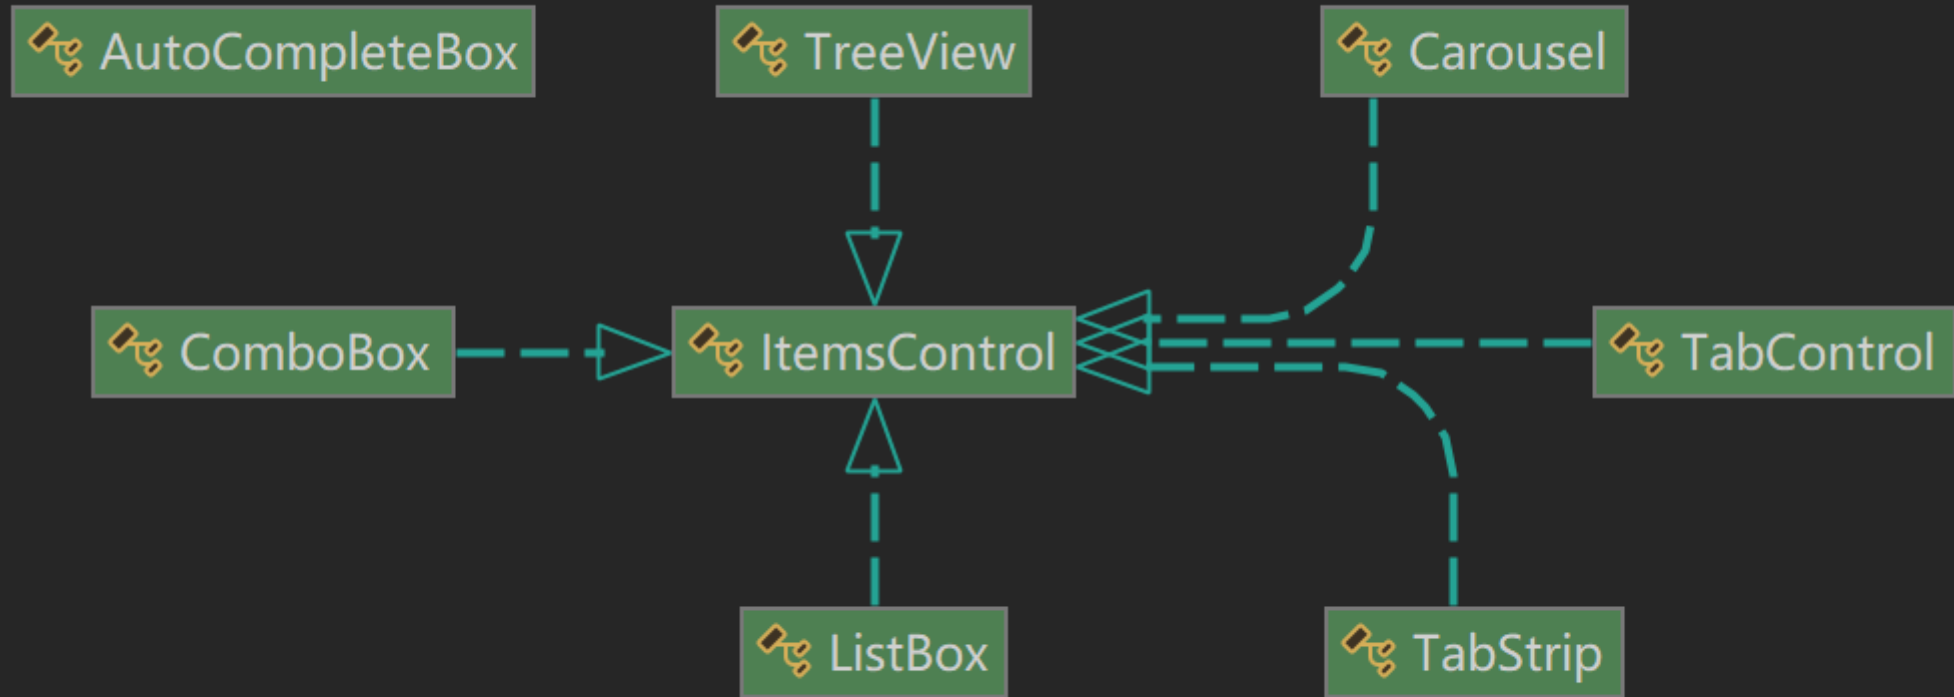 AutoCompleteBox
TreeView
Carousel
ComboBox
ItemsControl
TabControl
ListBox
TabStrip